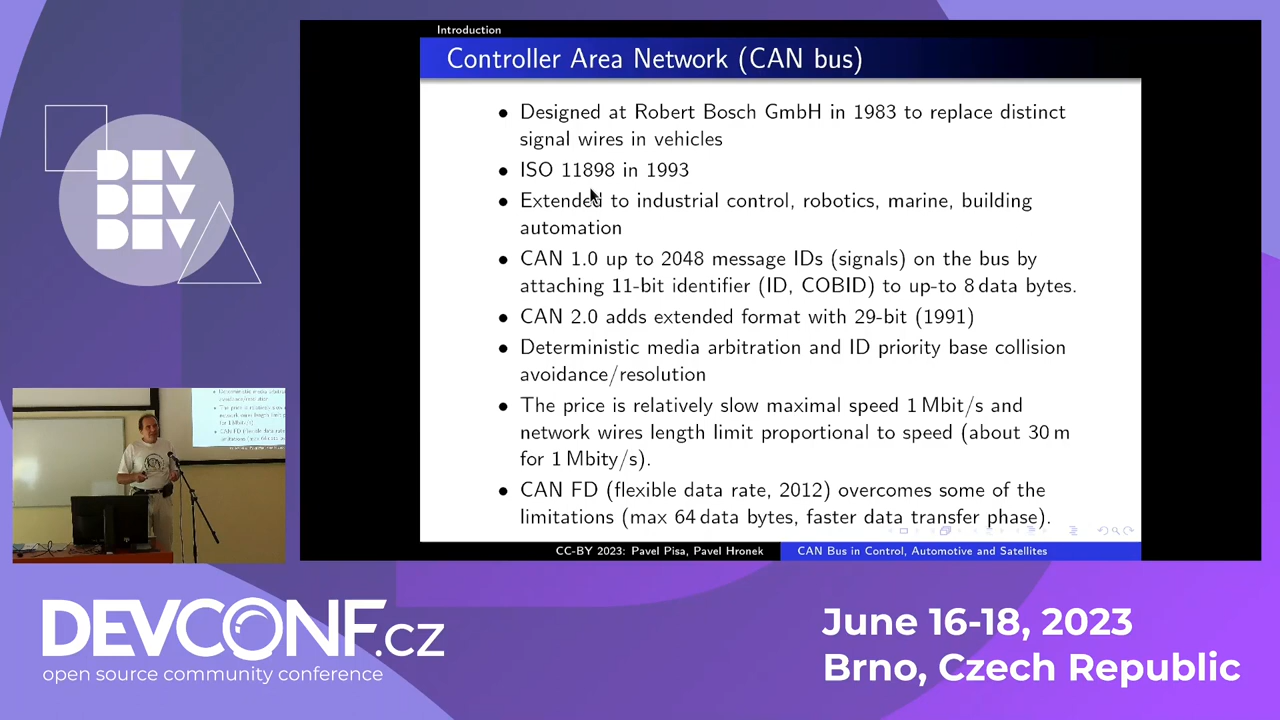 Introduction
Controller Area Network (CAN bus)
• Designed at Robert Bosch GmbH in 1983 to replace distinct
signal wires in vehicles
• ISO 11898 in 1993
• Extended to industrial control, robotics, marine, building
automation
• CAN 1.0 up to 2048 message IDs (signals) on the bus by
attaching 11-bit identifier (ID, COBID) to up-to 8 data bytes.
• CAN 2.0 adds extended format with 29-bit (1991)
• Deterministic media arbitration and ID priority base collision
avoidance/resolution
• The price is relatively slow maximal speed 1 Mbit/s and
network wires length limit proportional to speed (about 30 m
for 1 Mbity/s).
• CAN FD (flexible data rate, 2012) overcomes some of the
limitations (max 64 data bytes, faster data transfer phase).
CC-BY 2023: Pavel Pisa, Pavel Hronek
CAN Bus in Control, Automotive and Satellites
DEV
DEV
DEV
DEVCONF.cz
open source community conference
June 16-18, 2023
Brno, Czech Republic